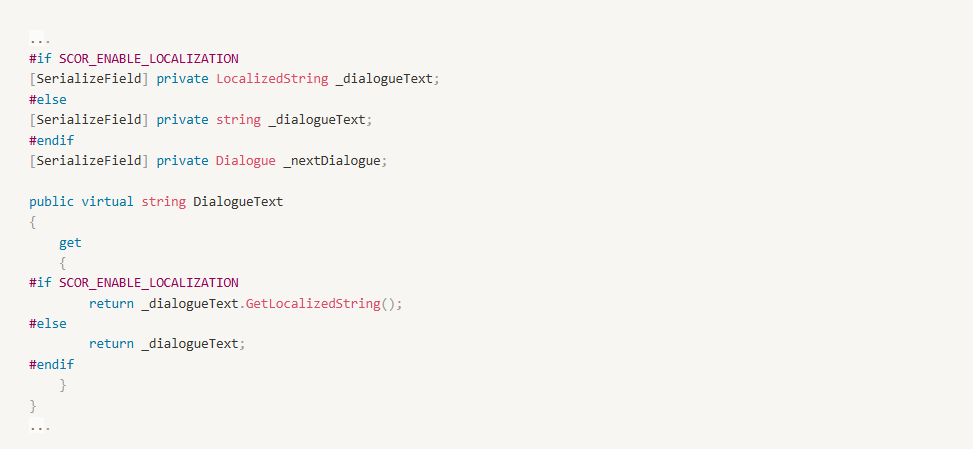 ...
#if SCOR_ENABLE_LOCALIZATION
[SerializeField] private LocalizedString _dialogueText;
#else
[SerializeField] private string _dialogueText;
#endif
[SerializeField] private Dialogue _nextDialogue;

public virtual string DialogueText
{
    get
    {
#if SCOR_ENABLE_LOCALIZATION
        return _dialogueText.GetLocalizedString();
#else
        return _dialogueText;
#endif
    }
}
...